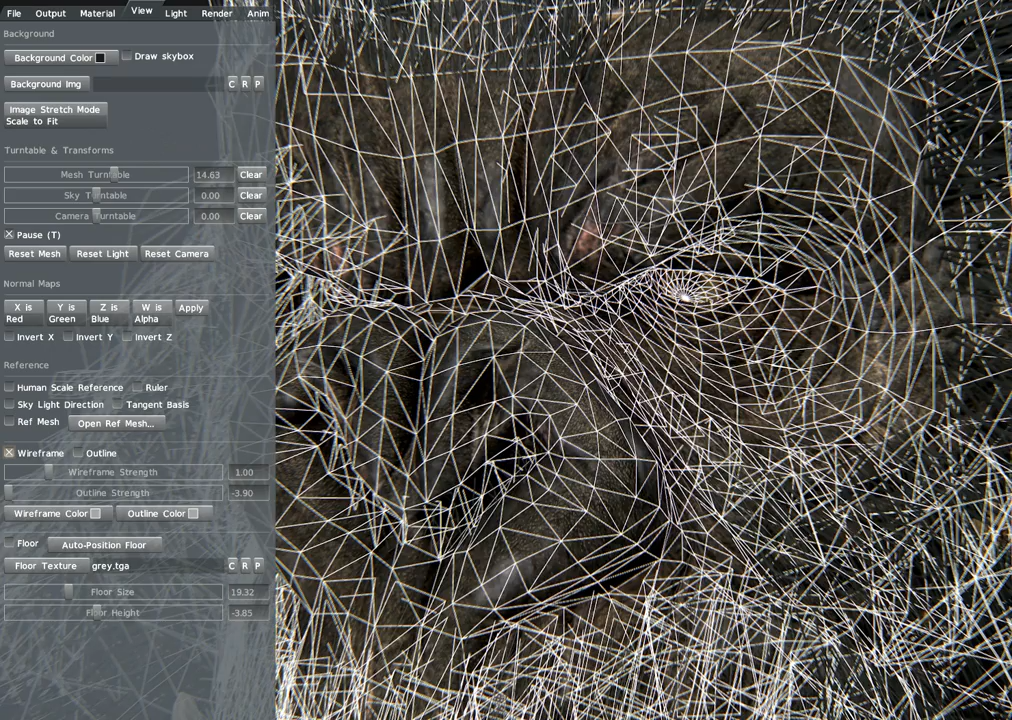 File Output Material View Light Render Anim
Background
Background Color Draw skybox
Background Img C R P
Image Stretch Mode
Scale to Fit
Turntable & Transforms
Mesh Turntable 14.63 Clear
Sky Turntable 0.00 Clear
Camera Turntable 0.00 Clear
Pause (T)
Reset Mesh Reset Light Reset Camera
Normal Maps
X is Y is Z is W is Apply
Red Green Blue Alpha
Invert X Invert Y Invert Z
Reference
Human Scale Reference Ruler
Sky Light Direction Tangent Basis
Ref Mesh Open Ref Mesh...
Wireframe Outline
Wireframe Strength 1.00
Outline Strength -3.90
Wireframe Color Outline Color
Floor Auto-Position Floor
Floor Texture grey.tga C R P
Floor Size 19.32
Floor Height -3.85